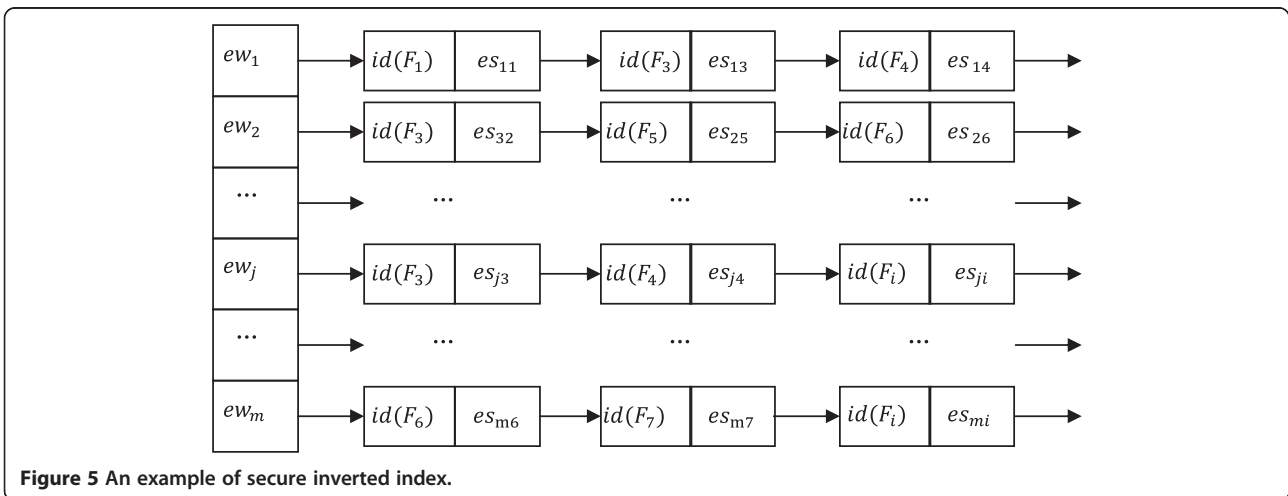 ew₁ id(F₁) es₁₁ id(F₃) es₁₃ id(F₄) es₁₄
ew₂ id(F₃) es₃₂ id(F₅) es₂₅ id(F₆) es₂₆
... ... ... ...
ewⱼ id(F₃) esⱼ₃ id(F₄) esⱼ₄ id(Fᵢ) esⱼᵢ
... ... ... ...
ewₘ id(F₆) esₘ₆ id(F₇) esₘ₇ id(Fᵢ) esₘᵢ
Figure 5 An example of secure inverted index.